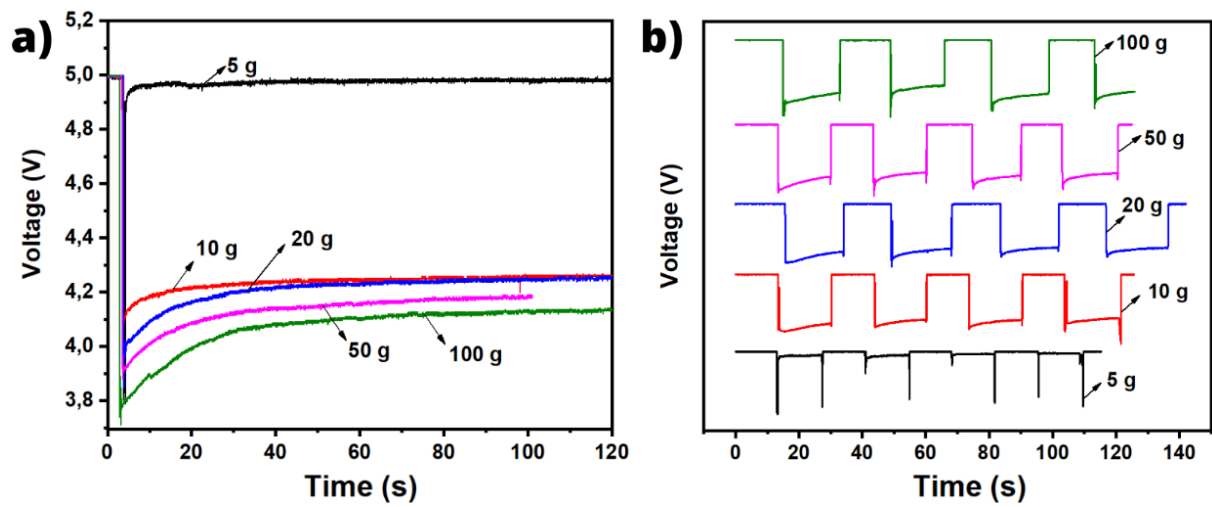 a)
Voltage (V)
5,2
5,0
4,8
4,6
4,4
4,2
4,0
3,8
5 g
10 g
20 g
50 g
100 g
0 20 40 60 80 100 120
Time (s)
b)
Voltage (V)
100 g
50 g
20 g
10 g
5 g
0 20 40 60 80 100 120 140
Time (s)